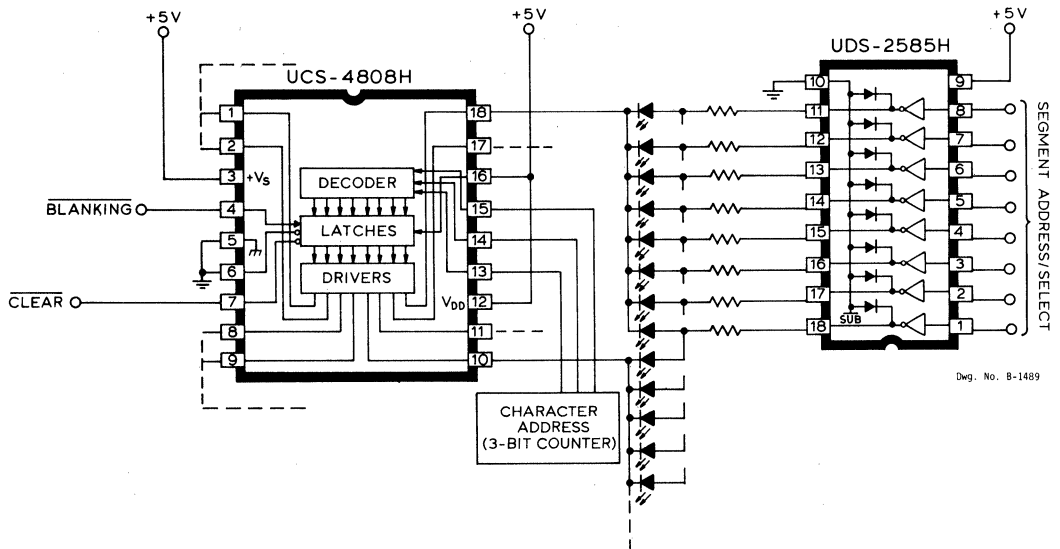 +5V
+5V
+5V
UCS-4808H
UDS-2585H
1
2
3
4
5
6
7
8
9
+VS
BLANKING
CLEAR
DECODER
LATCHES
DRIVERS
VDD
18
17
16
15
14
13
12
11
10
CHARACTER
ADDRESS
(3-BIT COUNTER)
10
11
12
13
14
15
16
17
18
SUB
9
8
7
6
5
4
3
2
1
SEGMENT ADDRESS/SELECT
Dwg. No. B-1489